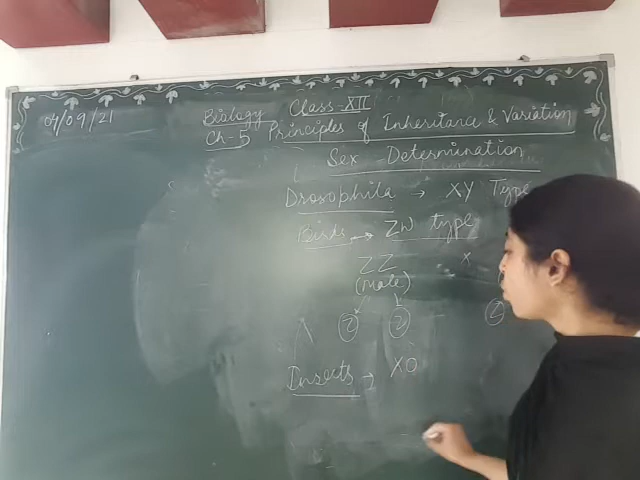 04/09/21
Biology Class-XII
Ch-5 Principles of Inheritance & Variation
Sex Determination
Drosophila → XY Type
Birds → ZW type
ZZ X
(male)
Z Z
Insects → XO